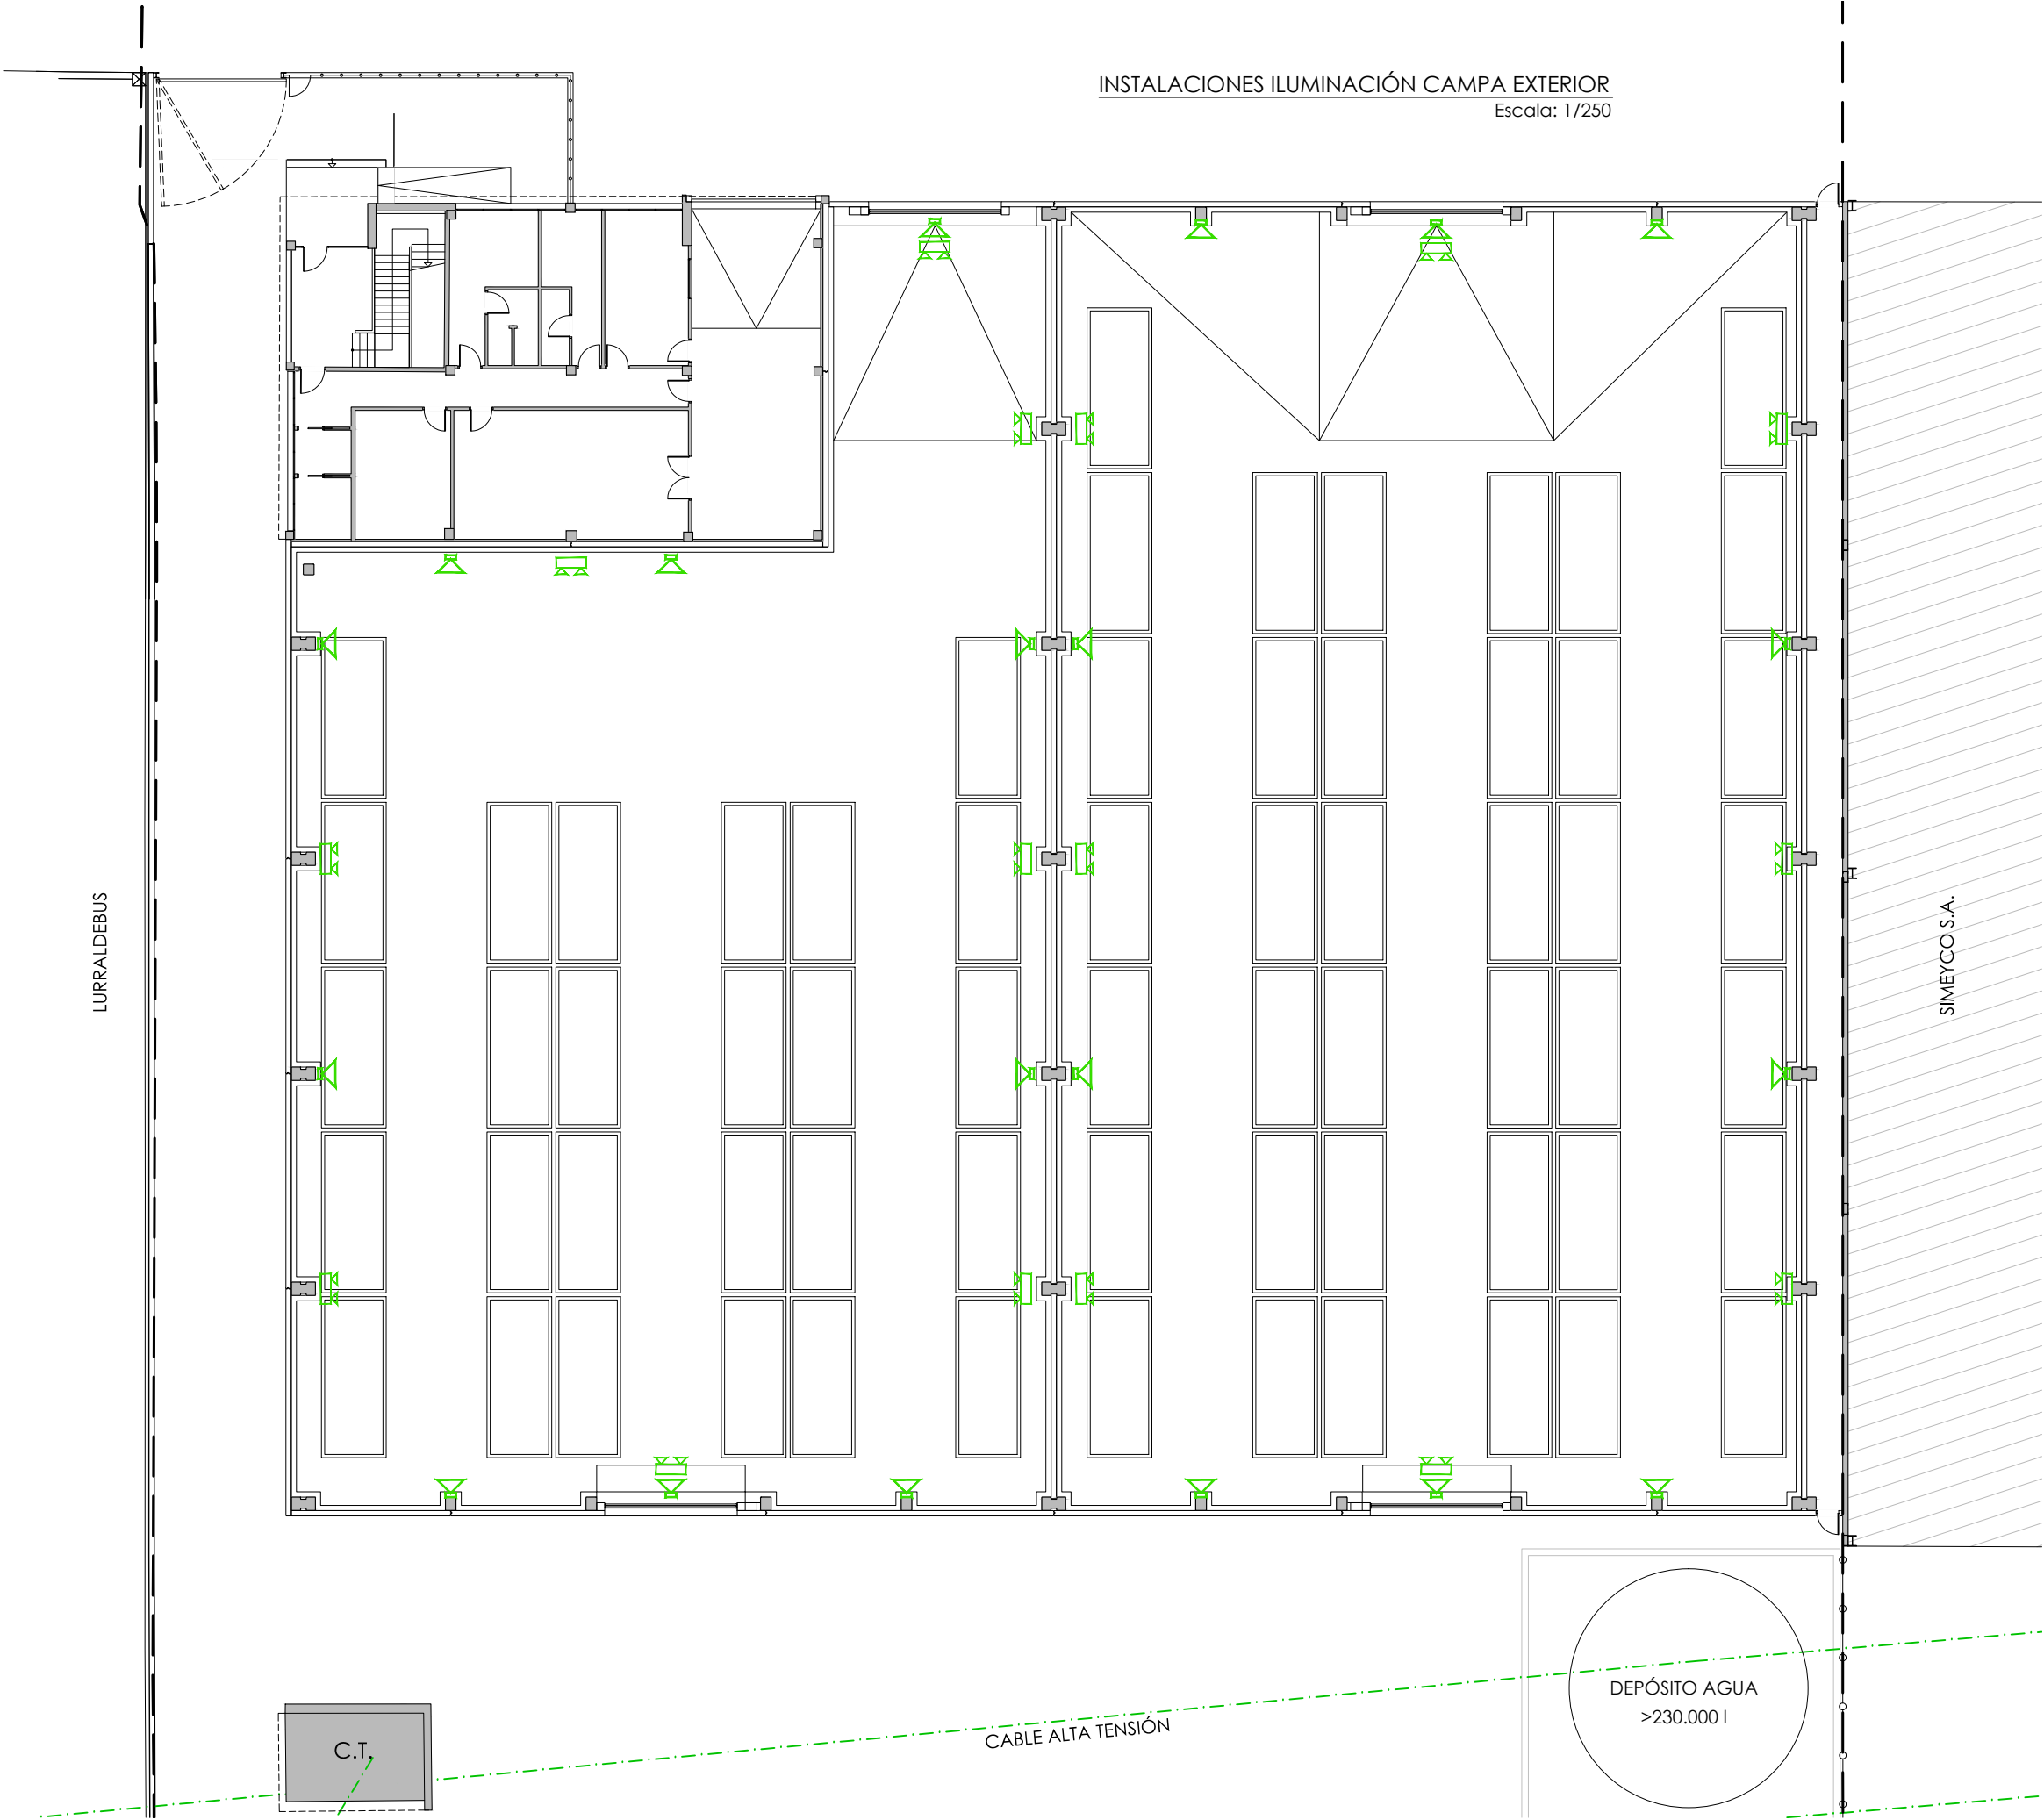 INSTALACIONES ILUMINACIÓN CAMPA EXTERIOR
Escala: 1/250
LURRALDEBUS
SIMEYCO S.A.
DEPÓSITO AGUA
>230.000 l
CABLE ALTA TENSIÓN
C.T.